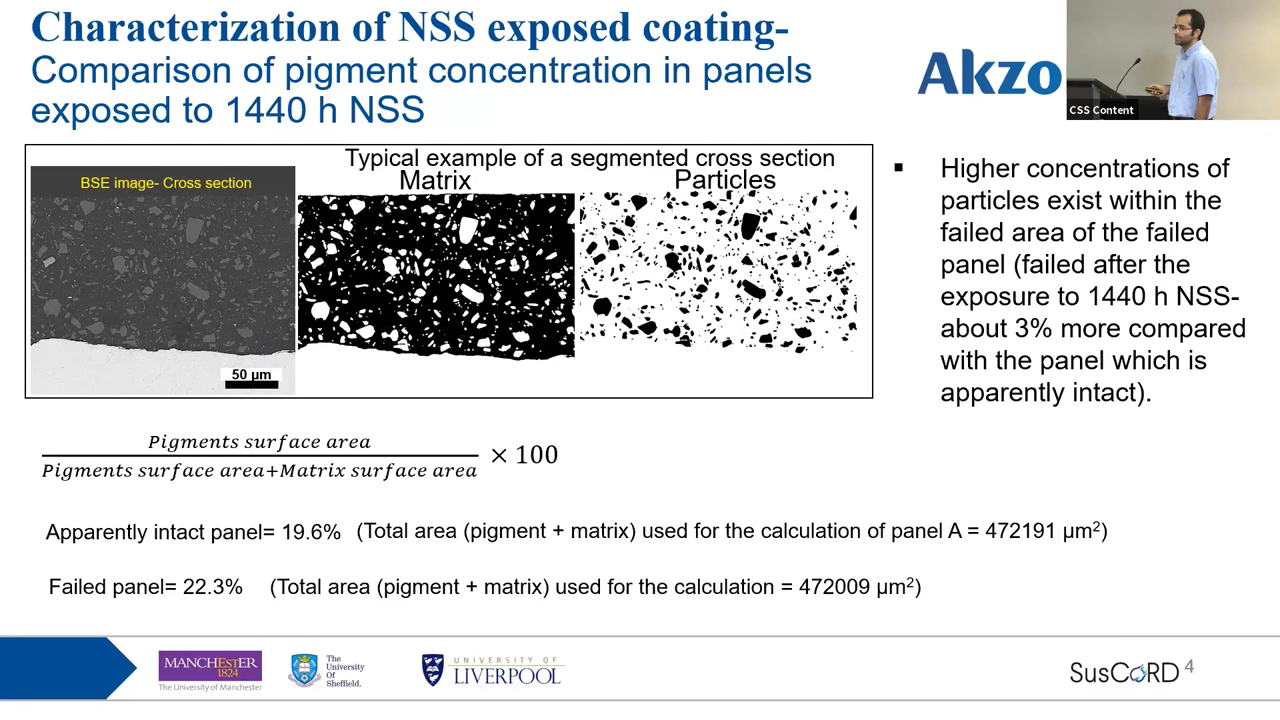 Characterization of NSS exposed coating-
Comparison of pigment concentration in panels
exposed to 1440 h NSS
Akzo
CSS Content
Typical example of a segmented cross section
BSE image- Cross section
Matrix
Particles
50 µm
▪ Higher concentrations of
particles exist within the
failed area of the failed
panel (failed after the
exposure to 1440 h NSS-
about 3% more compared
with the panel which is
apparently intact).
Pigments surface area
Pigments surface area+Matrix surface area
× 100
Apparently intact panel= 19.6% (Total area (pigment + matrix) used for the calculation of panel A = 472191 µm²)
Failed panel= 22.3% (Total area (pigment + matrix) used for the calculation = 472009 µm²)
MANCHESTER
1824
The University of Manchester
The
University
Of
Sheffield.
UNIVERSITY OF
LIVERPOOL
SusCoRD
4